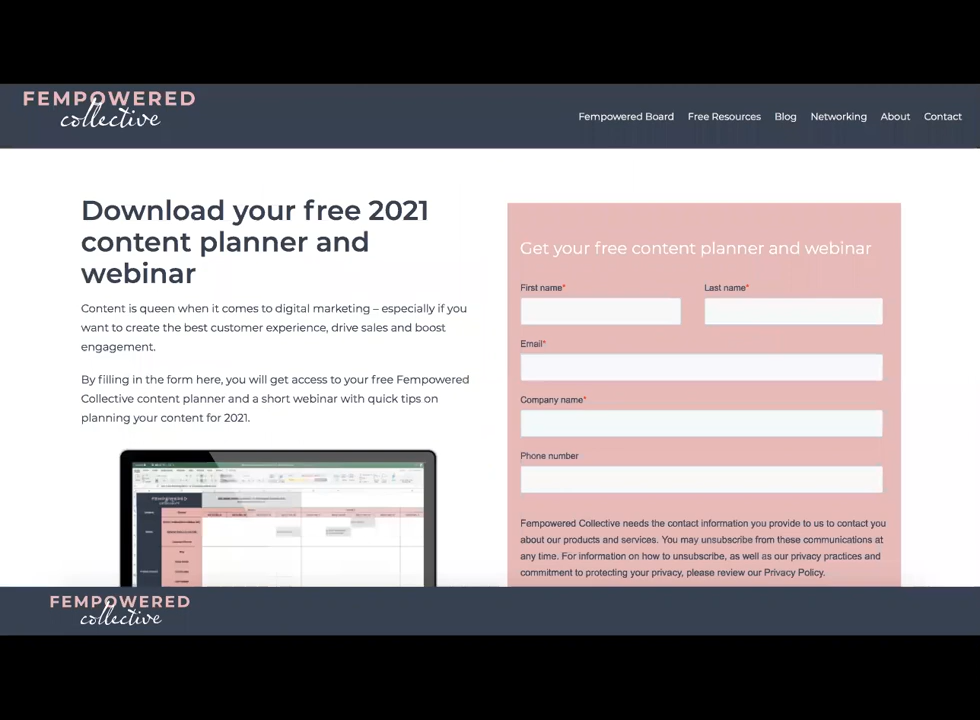 FEMPOWERED
collective
Fempowered Board Free Resources Blog Networking About Contact
Download your free 2021
content planner and
webinar
Content is queen when it comes to digital marketing – especially if you
want to create the best customer experience, drive sales and boost
engagement.
By filling in the form here, you will get access to your free Fempowered
Collective content planner and a short webinar with quick tips on
planning your content for 2021.
Get your free content planner and webinar
First name* Last name*
Email*
Company name*
Phone number
Fempowered Collective needs the contact information you provide to us to contact you
about our products and services. You may unsubscribe from these communications at
any time. For information on how to unsubscribe, as well as our privacy practices and
commitment to protecting your privacy, please review our Privacy Policy.
FEMPOWERED
FEMPOWERED
collective